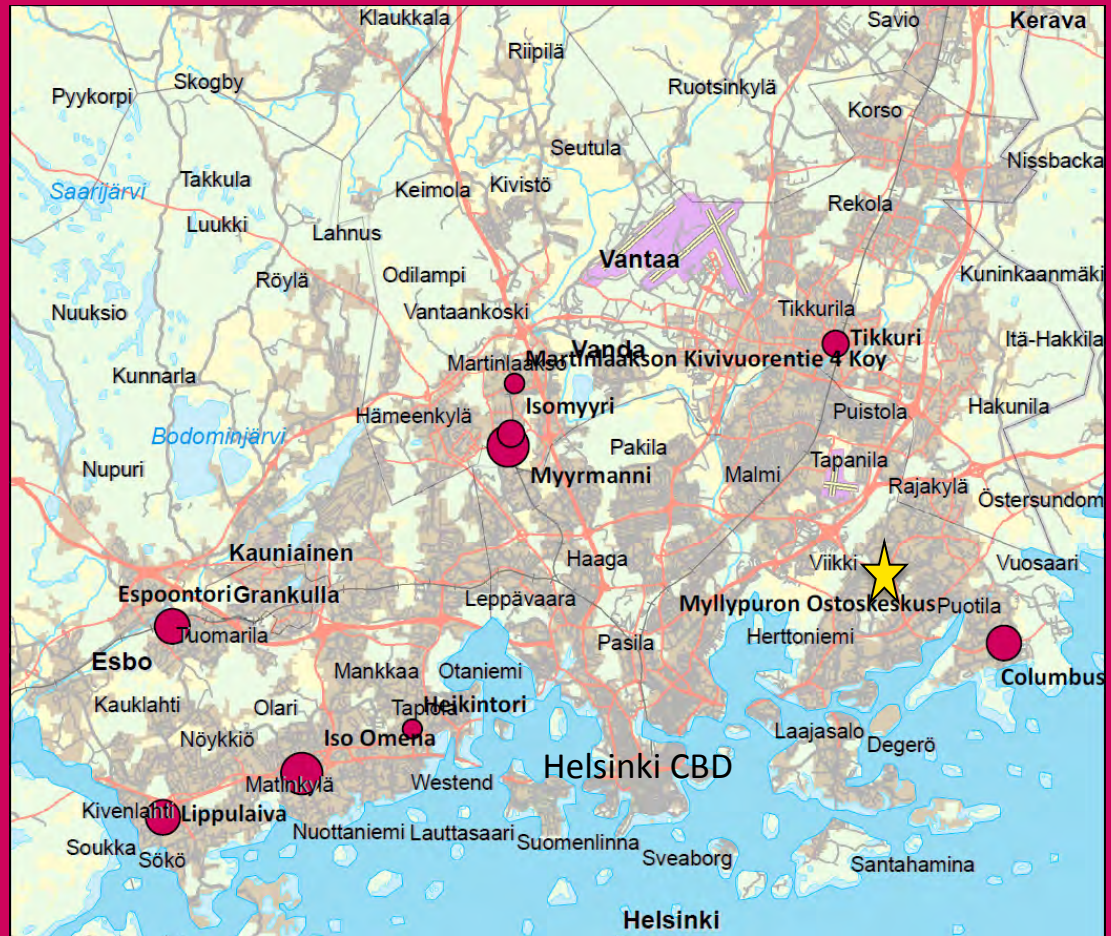 Klaukkala
Savio
Kerava
Riipilä
Skogby
Ruotsinkylä
Pyykorpi
Korso
Seutula
Nissbacka
Takkula
Keimola
Kivistö
Saarijärvi
Rekola
Luukki
Lahnus
Vantaa
Odilampi
Kuninkaanmäki
Röylä
Nuuksio
Vantaankoski
Tikkurila
Tikkuri
Itä-Hakkila
Vanda
Martinlaakso
Martinlaakson Kivivuorentie 4 Koy
Kunnarla
Isomyyri
Hakunila
Hämeenkylä
Puistola
Bodominjärvi
Pakila
Nupuri
Myyrmanni
Malmi
Tapanila
Rajakylä
Östersundom
Kauniainen
Haaga
Viikki
Vuosaari
Espoontori
Grankulla
Leppävaara
Myllypuron Ostoskeskus
Puotila
Tuomarila
Pasila
Herttoniemi
Esbo
Mankkaa
Otaniemi
Columbus
Kauklahti
Olari
Tapiola
Heikintori
Laajasalo
Nöykkiö
Iso Omena
Degerö
Helsinki CBD
Matinkylä
Westend
Kivenlahti
Lippulaiva
Nuottaniemi
Lauttasaari
Suomenlinna
Soukka
Sökö
Sveaborg
Santahamina
Helsinki